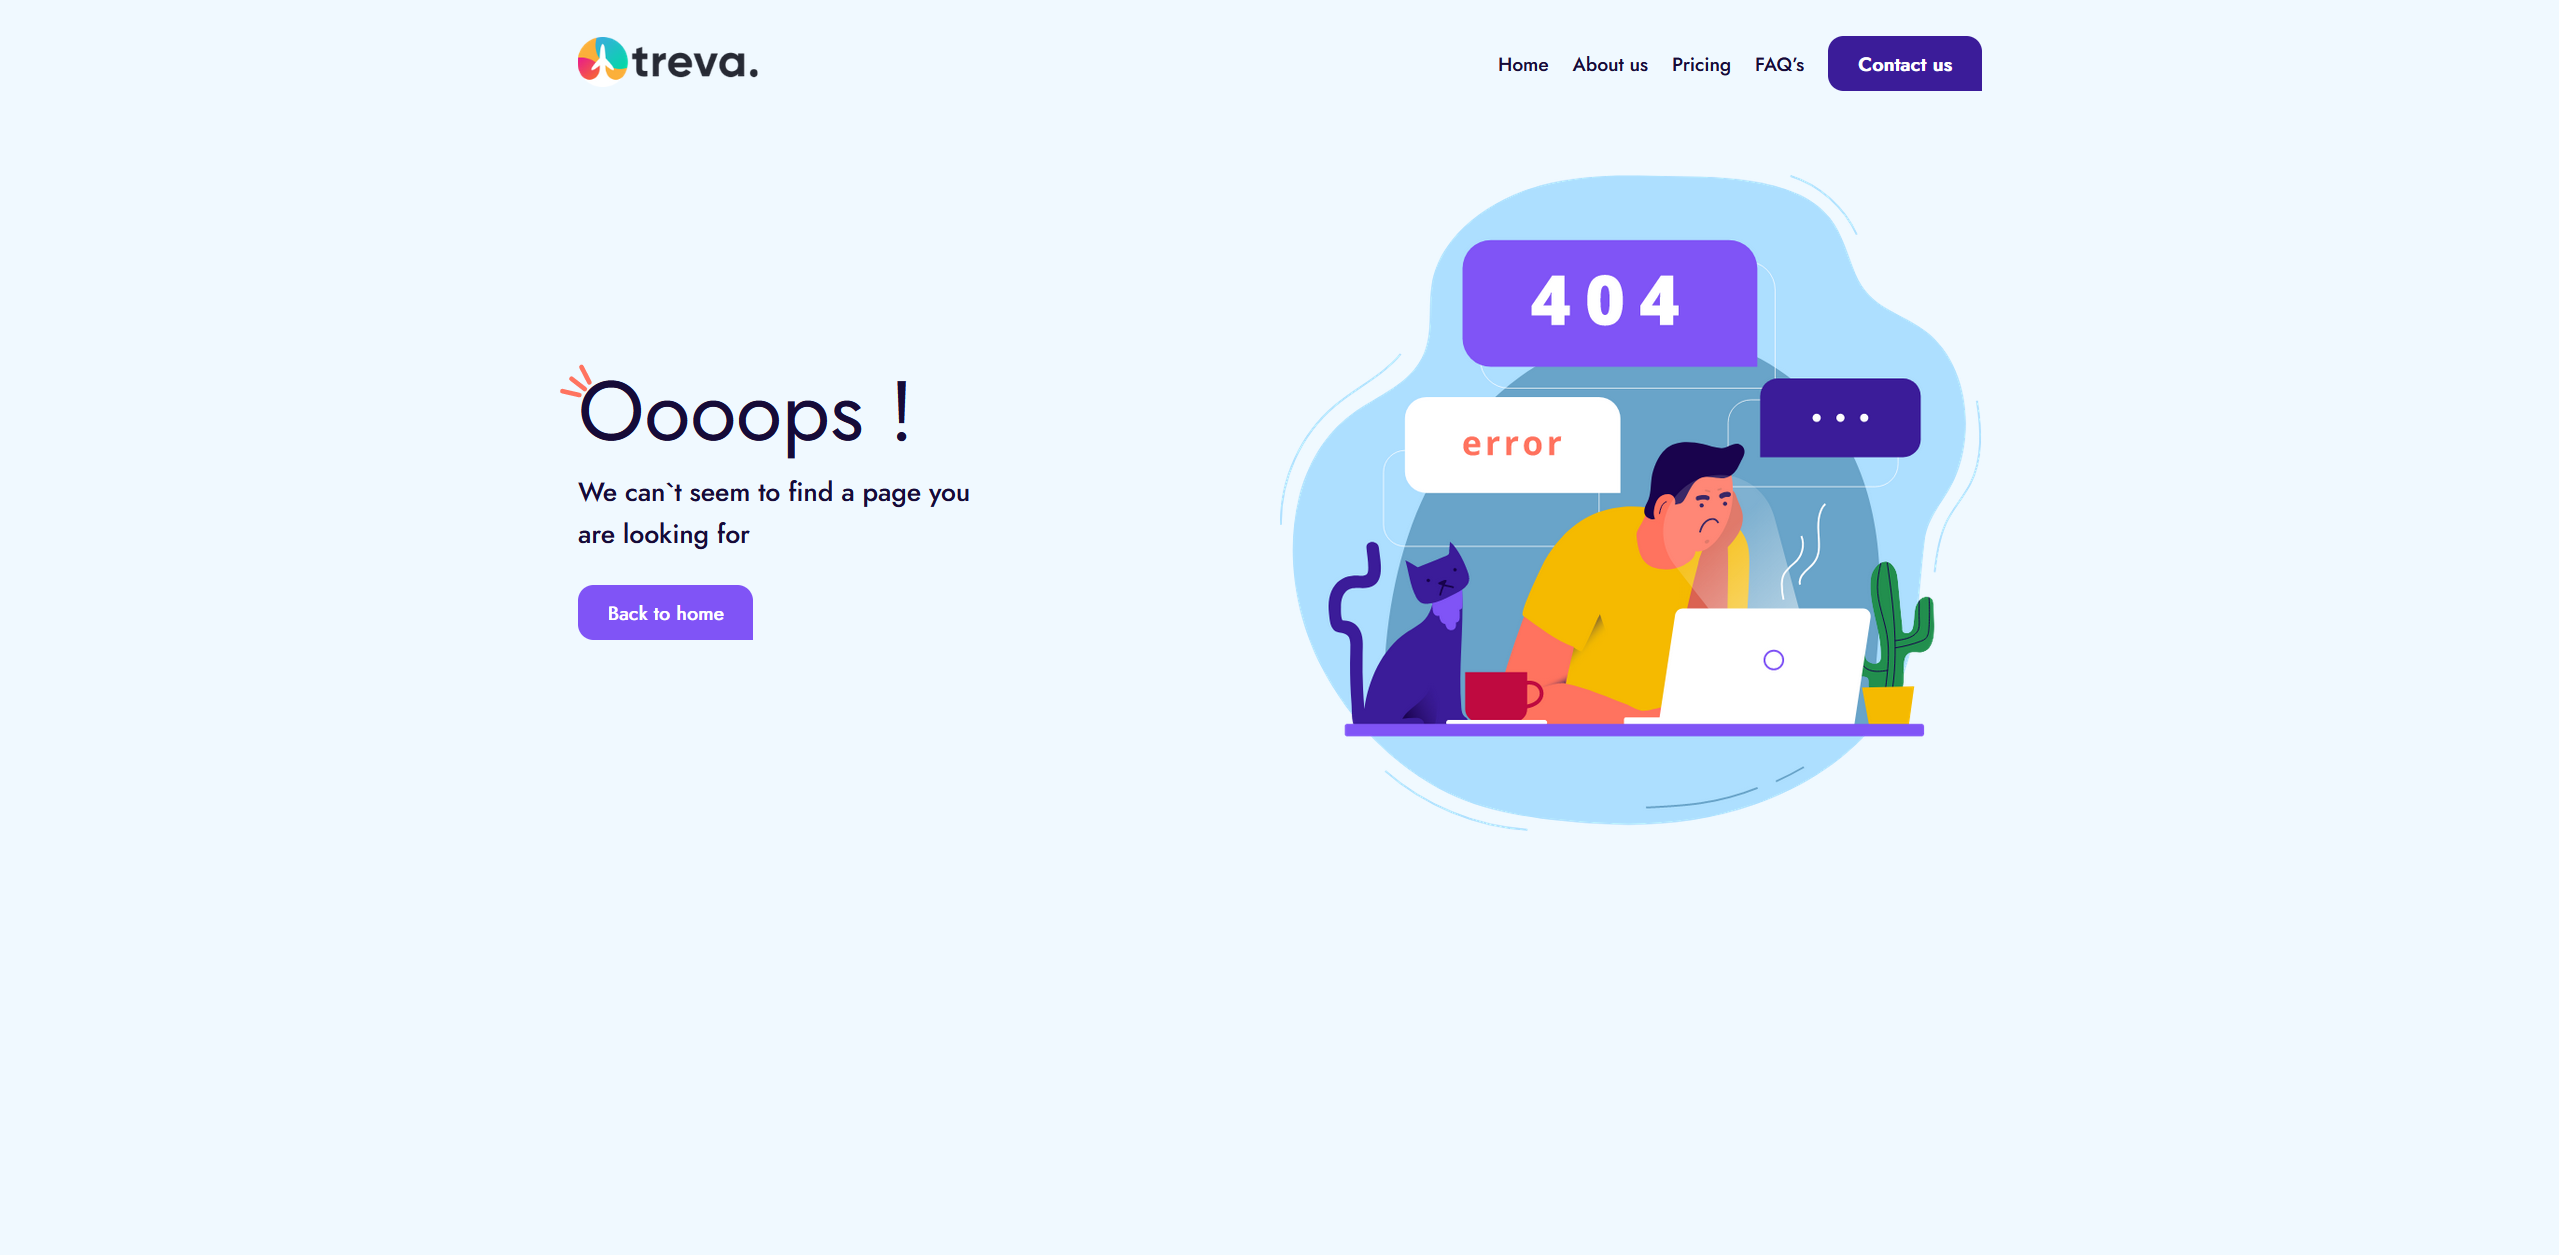 treva.
Home About us Pricing FAQ's Contact us
404
error
Oooops !
We can`t seem to find a page you
are looking for
Back to home